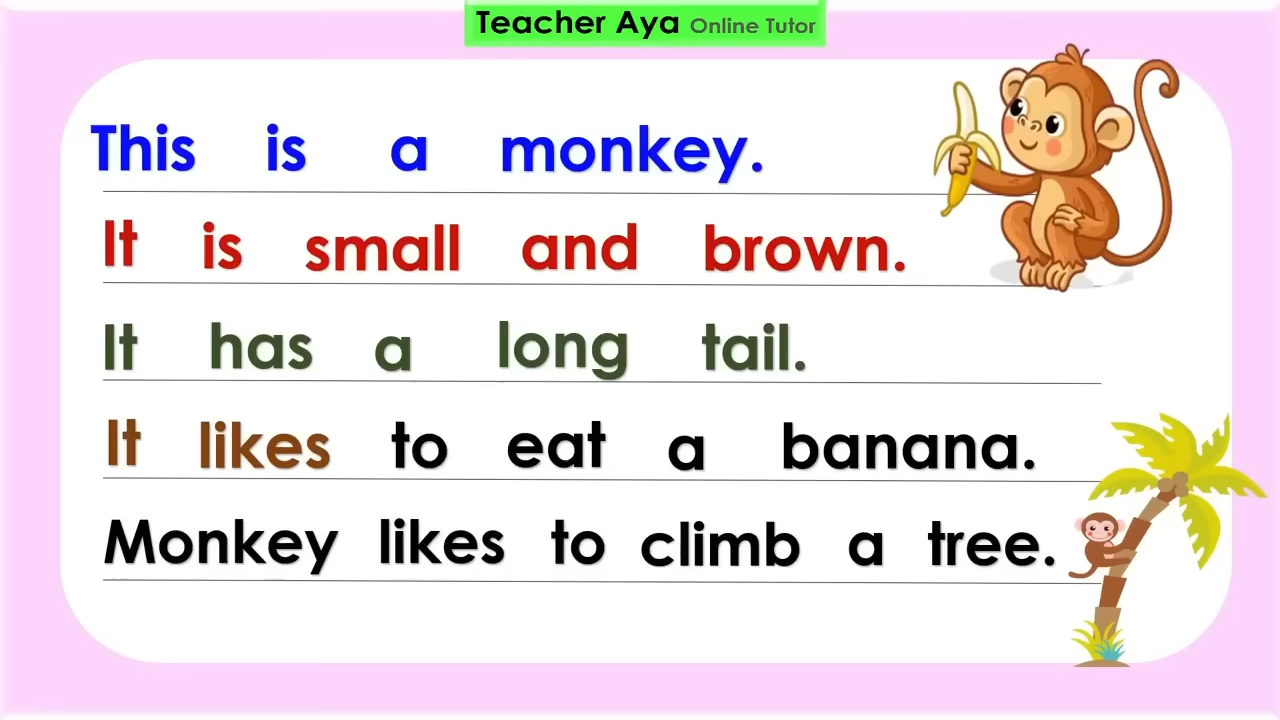 Teacher Aya Online Tutor
This is a monkey.
It is small and brown.
It has a long tail.
It likes to eat a banana.
Monkey likes to climb a tree.